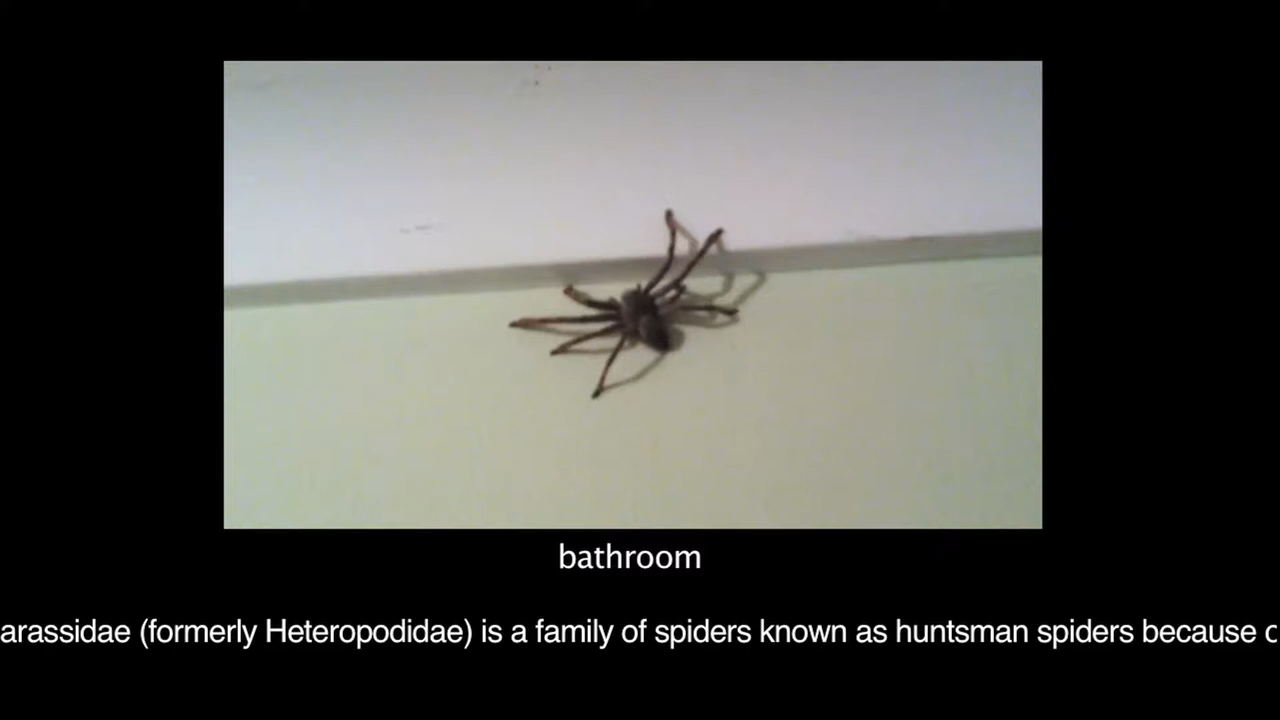 bathroom
arassidae (formerly Heteropodidae) is a family of spiders known as huntsman spiders because